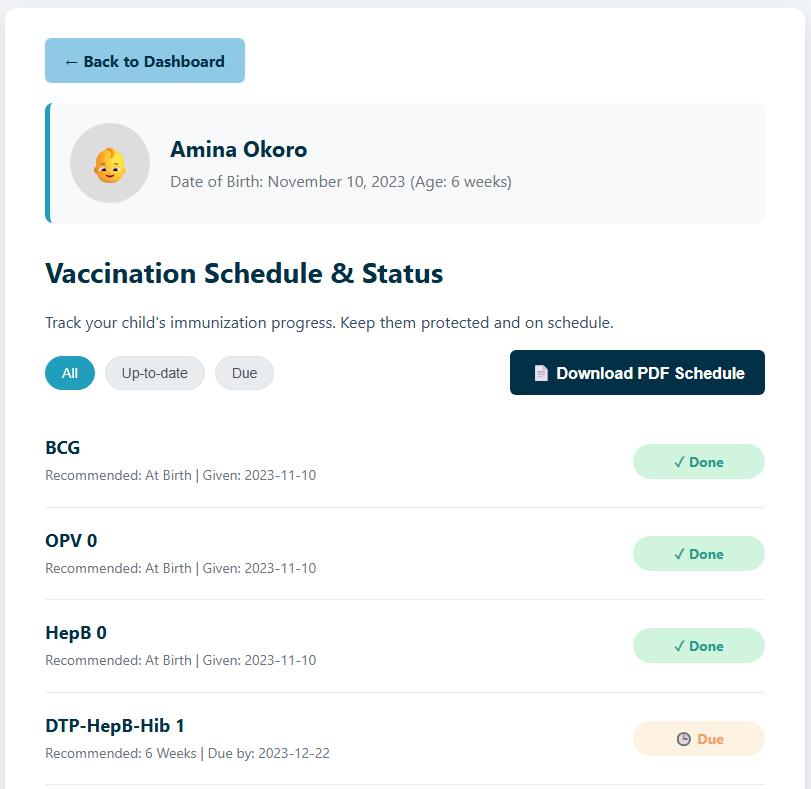 ← Back to Dashboard
Amina Okoro
Date of Birth: November 10, 2023 (Age: 6 weeks)
Vaccination Schedule & Status
Track your child's immunization progress. Keep them protected and on schedule.
All Up-to-date Due Download PDF Schedule
BCG
Recommended: At Birth | Given: 2023-11-10
✓ Done
OPV 0
Recommended: At Birth | Given: 2023-11-10
✓ Done
HepB 0
Recommended: At Birth | Given: 2023-11-10
✓ Done
DTP-HepB-Hib 1
Recommended: 6 Weeks | Due by: 2023-12-22
Due